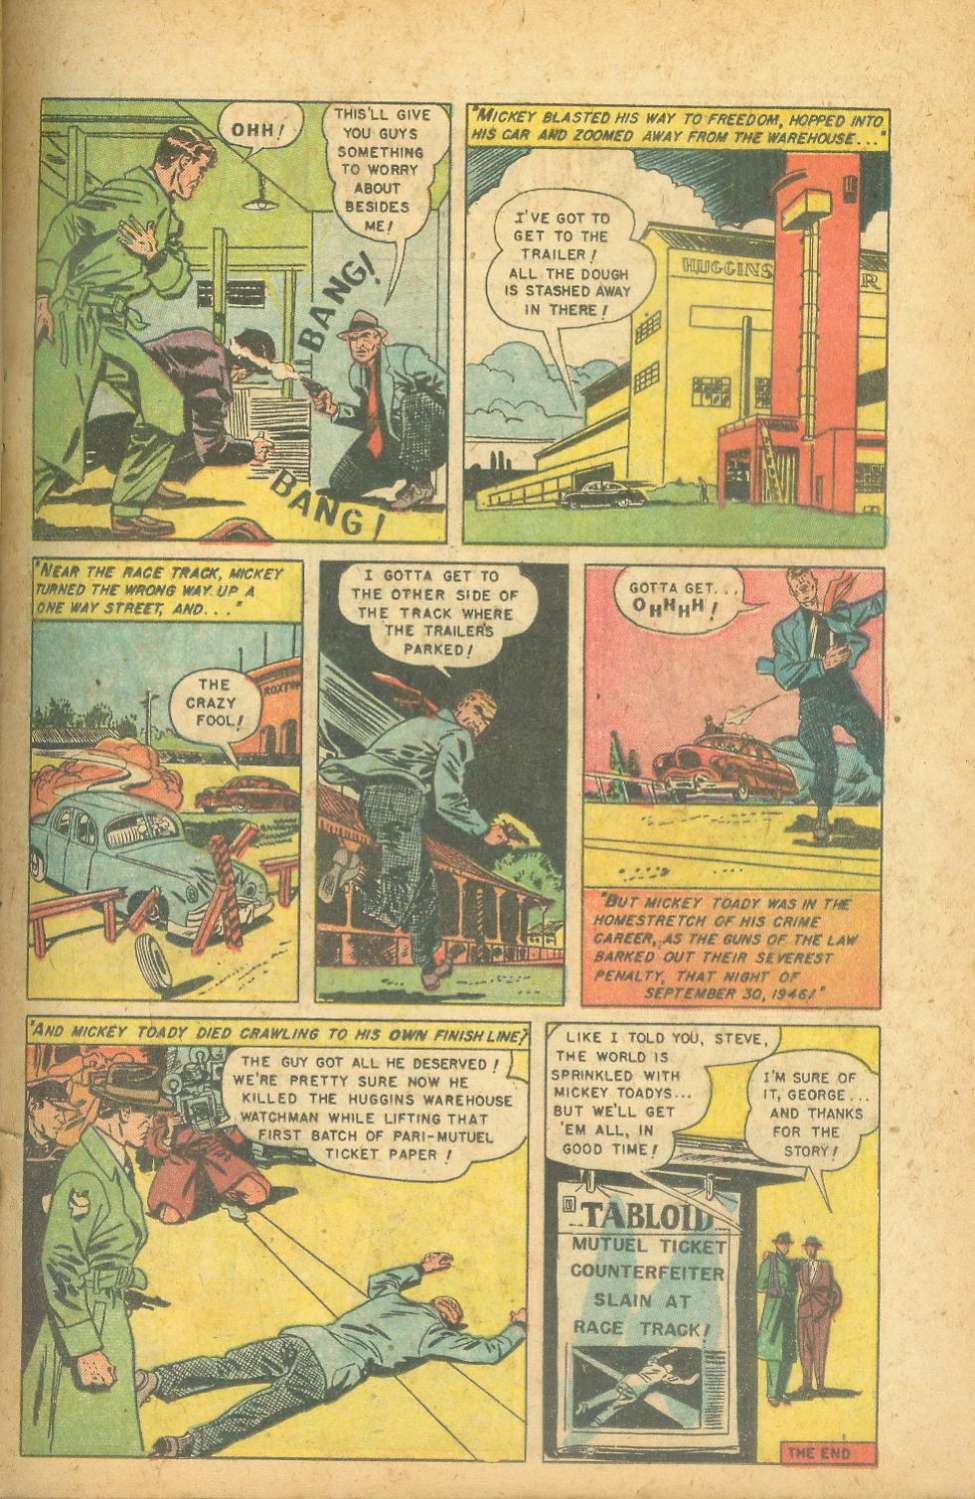 OHH!
THIS'LL GIVE
YOU GUYS
SOMETHING
TO WORRY
ABOUT
BESIDES
ME!
BANG!
BANG!
"MICKEY BLASTED HIS WAY TO FREEDOM, HOPPED INTO
HIS CAR AND ZOOMED AWAY FROM THE WAREHOUSE..."
I'VE GOT TO
GET TO THE
TRAILER!
ALL THE DOUGH
IS STASHED AWAY
IN THERE!
HUGGINS
R
"NEAR THE RACE TRACK, MICKEY
TURNED THE WRONG WAY UP A
ONE WAY STREET, AND..."
THE
CRAZY
FOOL!
ROXTON
I GOTTA GET TO
THE OTHER SIDE OF
THE TRACK WHERE
THE TRAILER'S
PARKED!
GOTTA GET...
OHHHH!
"BUT MICKEY TOADY WAS IN THE
HOMESTRETCH OF HIS CRIME
CAREER, AS THE GUNS OF THE LAW
BARKED OUT THEIR SEVEREST
PENALTY, THAT NIGHT OF
SEPTEMBER 30, 1946!"
"AND MICKEY TOADY DIED CRAWLING TO HIS OWN FINISH LINE!"
THE GUY GOT ALL HE DESERVED!
WE'RE PRETTY SURE NOW HE
KILLED THE HUGGINS WAREHOUSE
WATCHMAN WHILE LIFTING THAT
FIRST BATCH OF PARI-MUTUEL
TICKET PAPER!
LIKE I TOLD YOU, STEVE,
THE WORLD IS
SPRINKLED WITH
MICKEY TOADYS...
BUT WE'LL GET
'EM ALL, IN
GOOD TIME!
I'M SURE OF
IT, GEORGE...
AND THANKS
FOR THE
STORY!
TABLOID
MUTUEL TICKET
COUNTERFEITER
SLAIN AT
RACE TRACK!
THE END